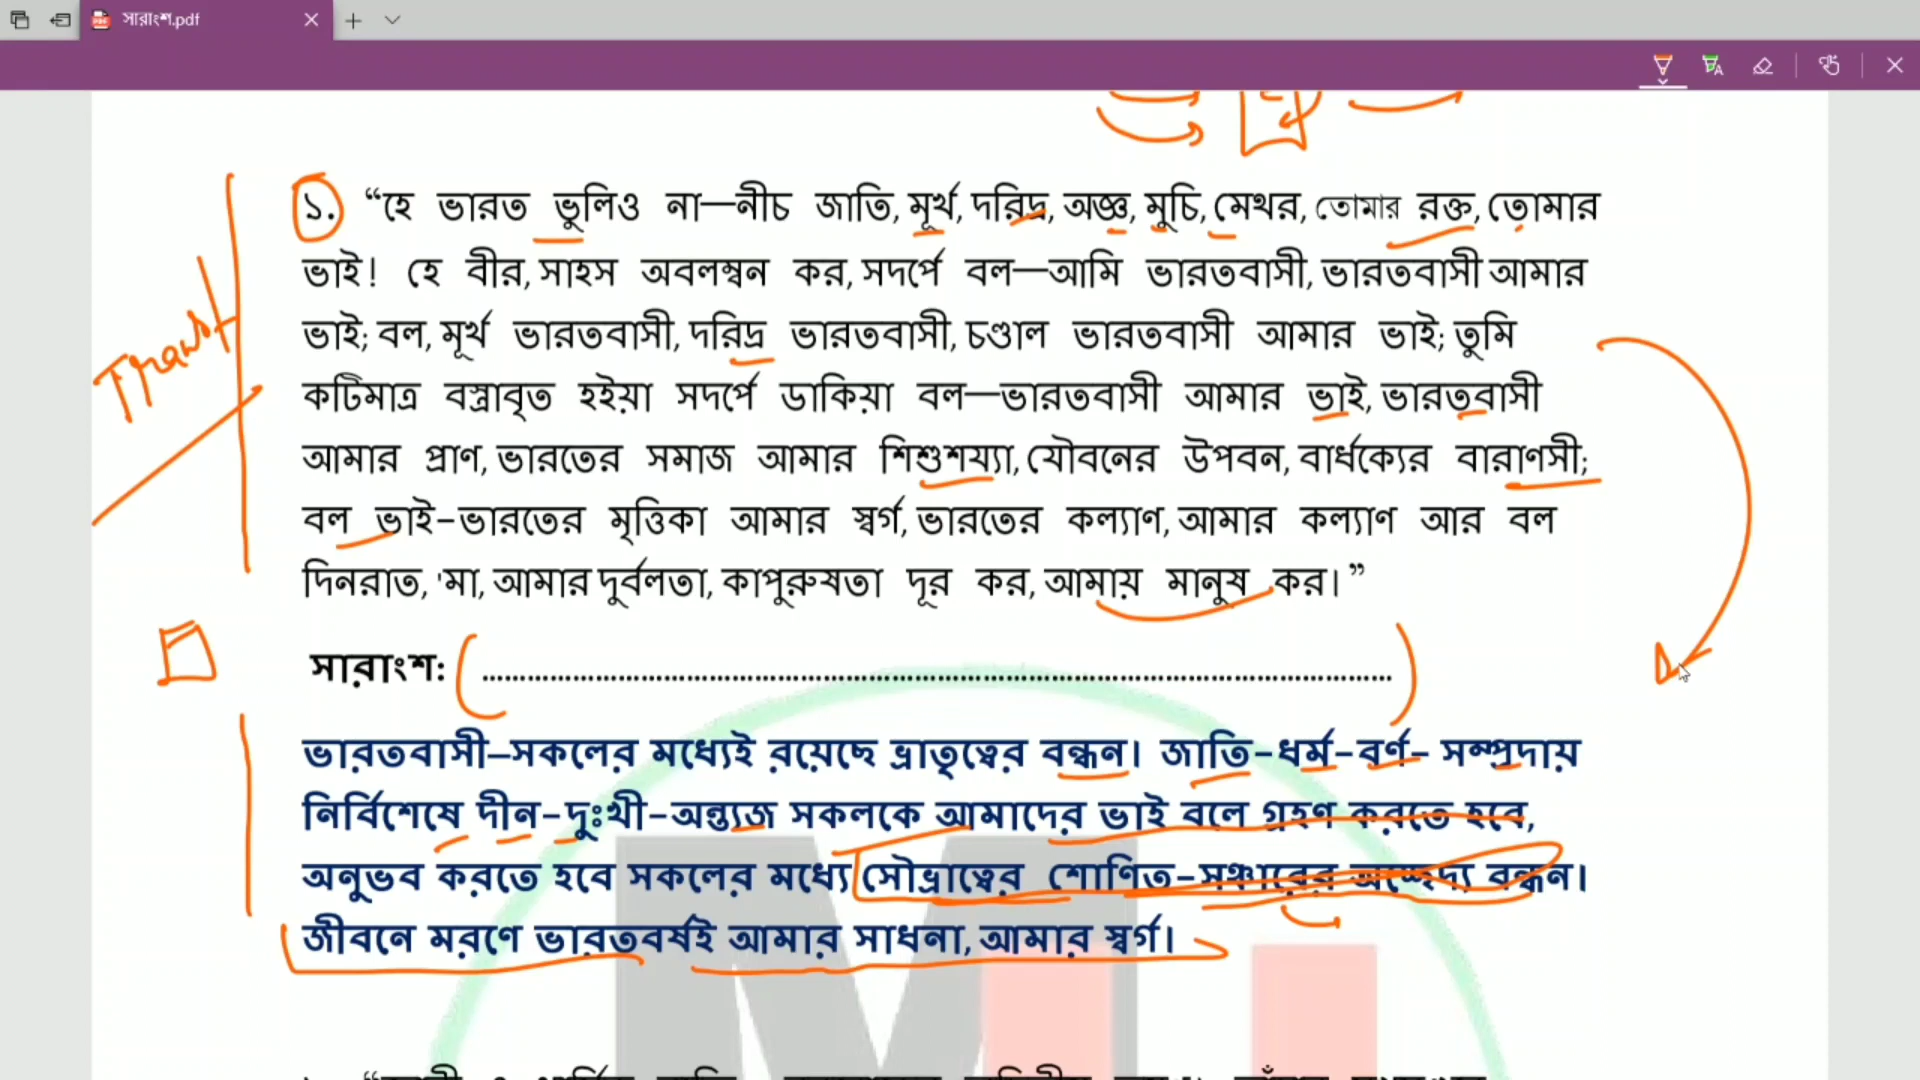 সারাংশ.pdf
১. “হে ভারত ভুলিও না—নীচ জাতি, মূর্খ, দরিদ্র, অজ্ঞ, মুচি, মেথর, তোমার রক্ত, তোমার
ভাই! হে বীর, সাহস অবলম্বন কর, সদর্পে বল—আমি ভারতবাসী, ভারতবাসী আমার
ভাই; বল, মূর্খ ভারতবাসী, দরিদ্র ভারতবাসী, চণ্ডাল ভারতবাসী আমার ভাই; তুমি
কটিমাত্র বস্ত্রাবৃত হইয়া সদর্পে ডাকিয়া বল—ভারতবাসী আমার ভাই, ভারতবাসী
আমার প্রাণ, ভারতের সমাজ আমার শিশুশয্যা, যৌবনের উপবন, বার্ধক্যের বারাণসী;
বল ভাই-ভারতের মৃত্তিকা আমার স্বর্গ, ভারতের কল্যাণ, আমার কল্যাণ আর বল
দিনরাত, 'মা, আমার দুর্বলতা, কাপুরুষতা দূর কর, আমায় মানুষ কর।”
সারাংশ: (........................................................................................................)
ভারতবাসী–সকলের মধ্যেই রয়েছে ভ্রাতৃত্বের বন্ধন। জাতি-ধর্ম-বর্ণ- সম্প্রদায়
নির্বিশেষে দীন-দুঃখী-অন্ত্যজ সকলকে আমাদের ভাই বলে গ্রহণ করতে হবে,
অনুভব করতে হবে সকলের মধ্যে সৌভ্রাত্বের শোণিত-সঞ্চারের অচ্ছেদ্য বন্ধন।
জীবনে মরণে ভারতবর্ষই আমার সাধনা, আমার স্বর্গ।